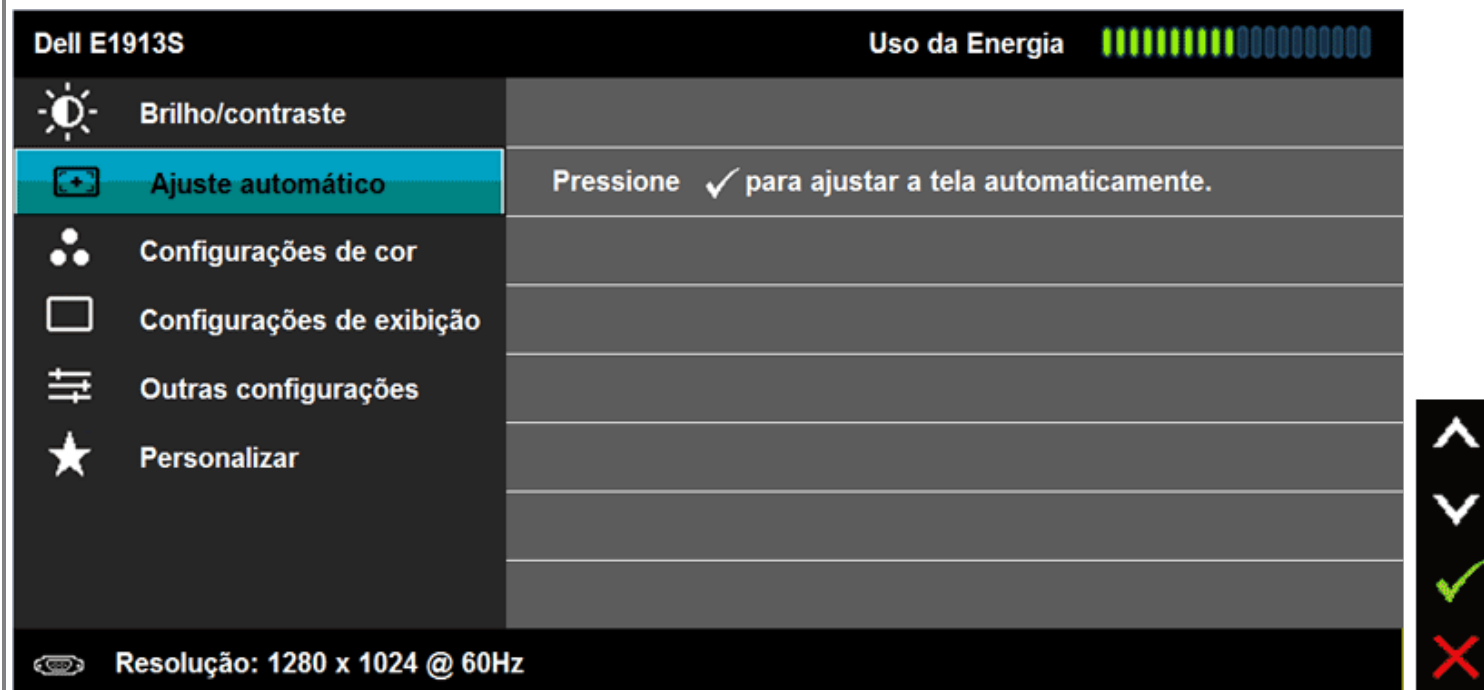 Dell E1913S Uso da Energia
Brilho/contraste
Ajuste automático Pressione ✓ para ajustar a tela automaticamente.
Configurações de cor
Configurações de exibição
Outras configurações
Personalizar
Resolução: 1280 x 1024 @ 60Hz